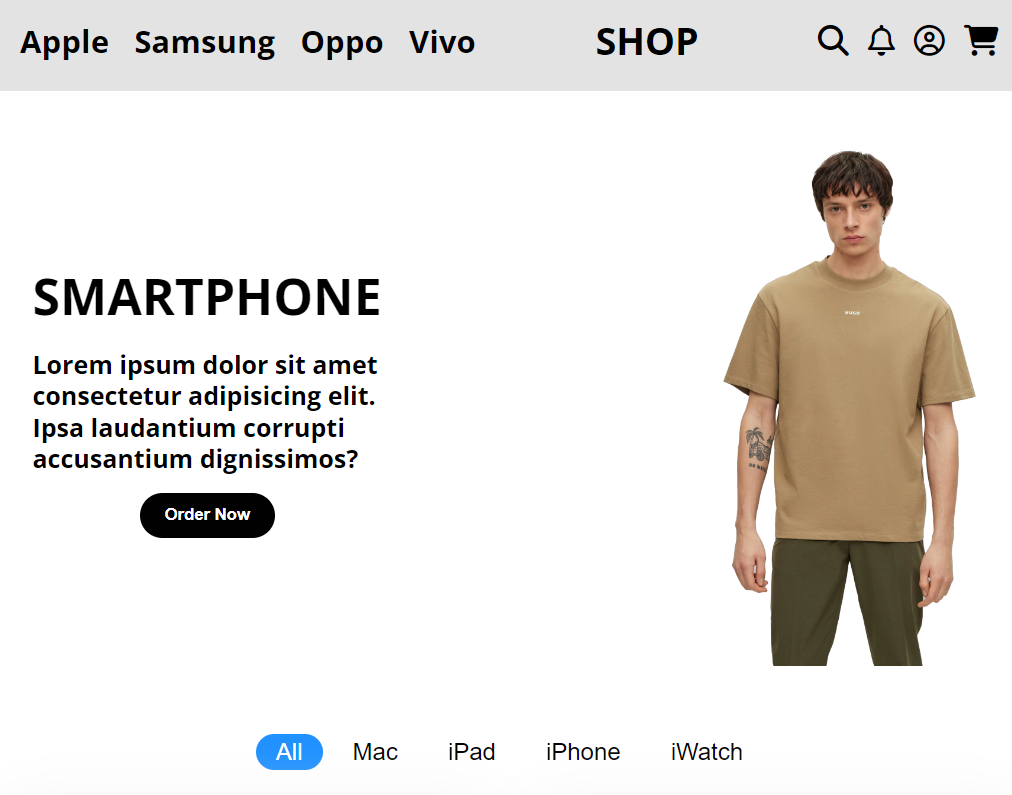 Apple Samsung Oppo Vivo SHOP
SMARTPHONE
Lorem ipsum dolor sit amet
consectetur adipisicing elit.
Ipsa laudantium corrupti
accusantium dignissimos?
Order Now
HUGO
All Mac iPad iPhone iWatch